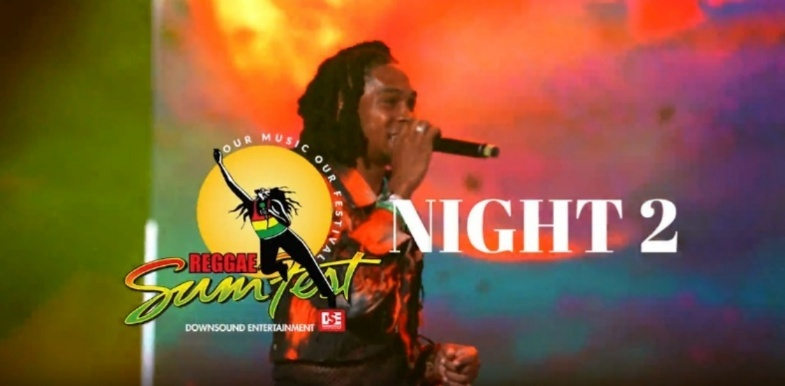 OUR MUSIC OUR FESTIVAL
REGGAE
Sumfest
DOWNSOUND ENTERTAINMENT DSE
NIGHT 2